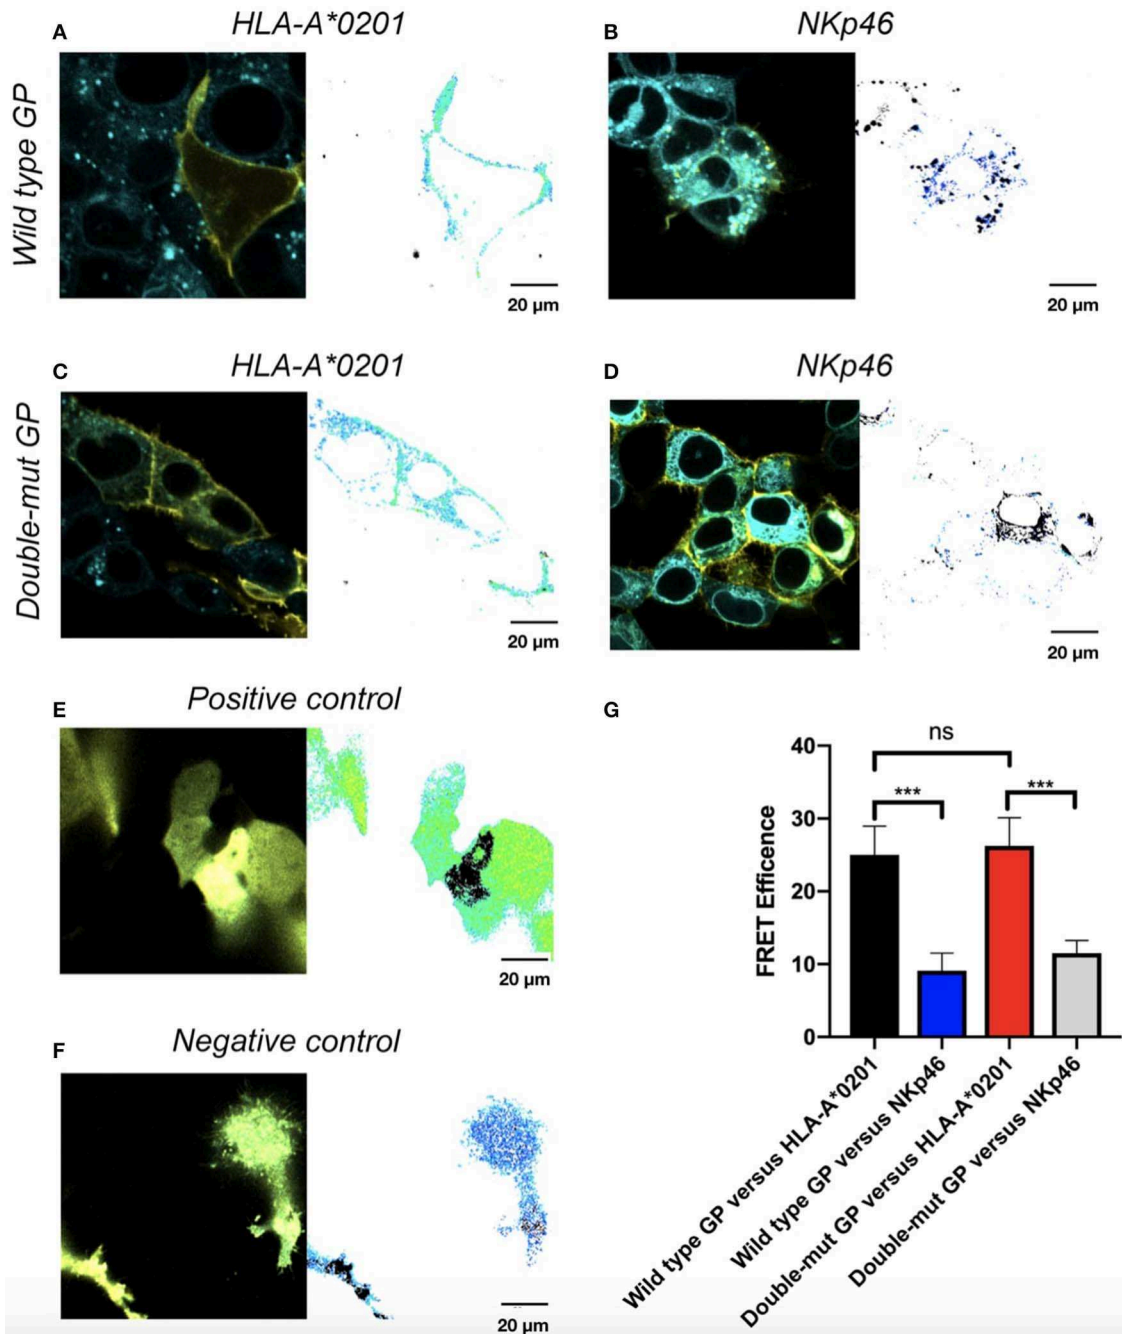 A
HLA-A*0201
B
NKp46
Wild type GP
20 µm
20 µm
C
HLA-A*0201
D
NKp46
Double-mut GP
20 µm
20 µm
E
Positive control
G
20 µm
ns
***
***
40
30
20
10
0
FRET Efficence
Wild type GP versus HLA-A*0201
Wild type GP versus NKp46
Double-mut GP versus HLA-A*0201
Double-mut GP versus NKp46
F
Negative control
20 µm